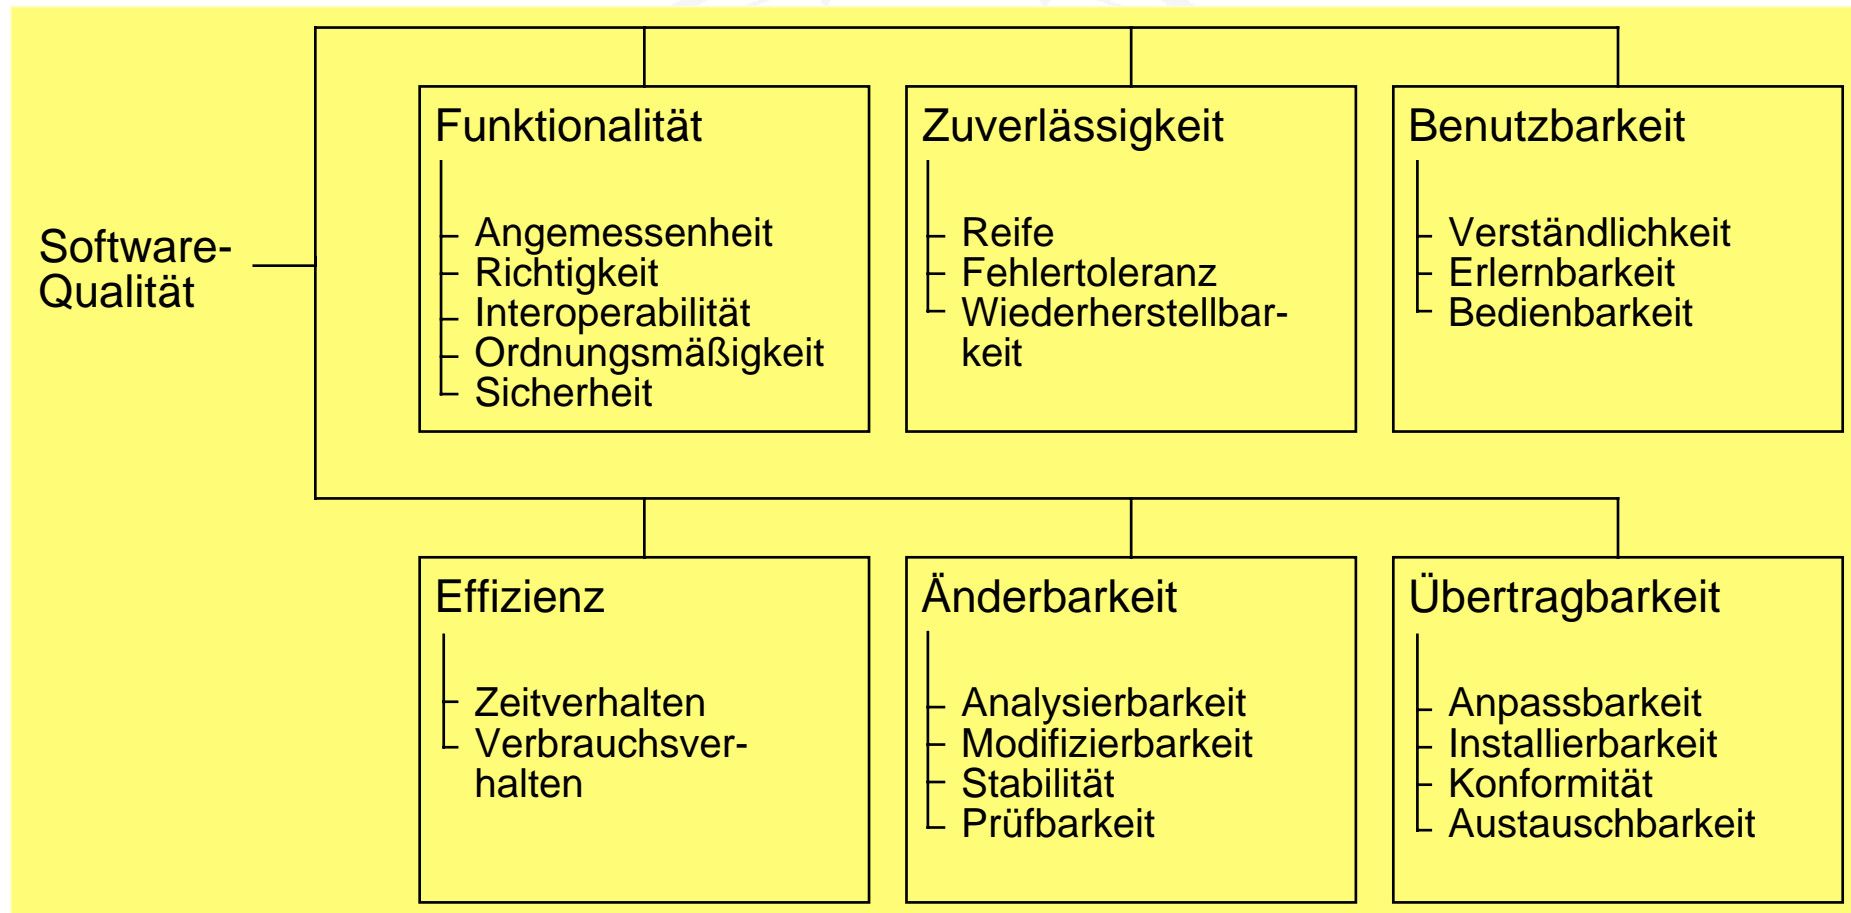 Software-
Qualität
Funktionalität
Angemessenheit
Richtigkeit
Interoperabilität
Ordnungsmäßigkeit
Sicherheit
Zuverlässigkeit
Reife
Fehlertoleranz
Wiederherstellbar-
keit
Benutzbarkeit
Verständlichkeit
Erlernbarkeit
Bedienbarkeit
Effizienz
Zeitverhalten
Verbrauchsver-
halten
Änderbarkeit
Analysierbarkeit
Modifizierbarkeit
Stabilität
Prüfbarkeit
Übertragbarkeit
Anpassbarkeit
Installierbarkeit
Konformität
Austauschbarkeit